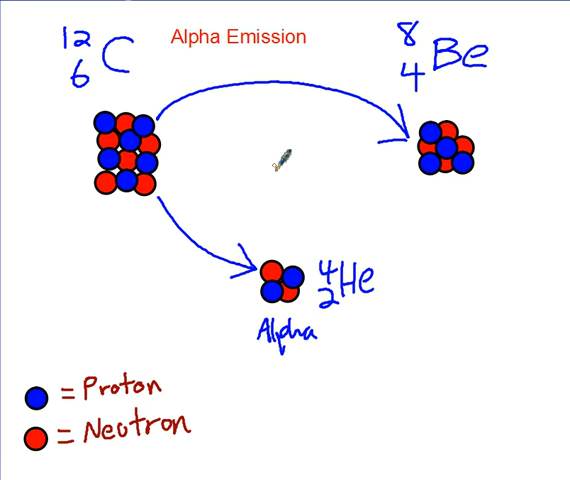 Alpha Emission
12
6 C
8
4 Be
4
2 He
Alpha
= Proton
= Neutron